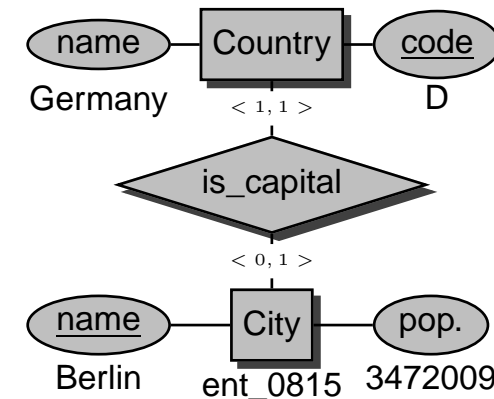 name Country code
Germany D
< 1, 1 >
is_capital
< 0, 1 >
name City pop.
Berlin ent_0815 3472009